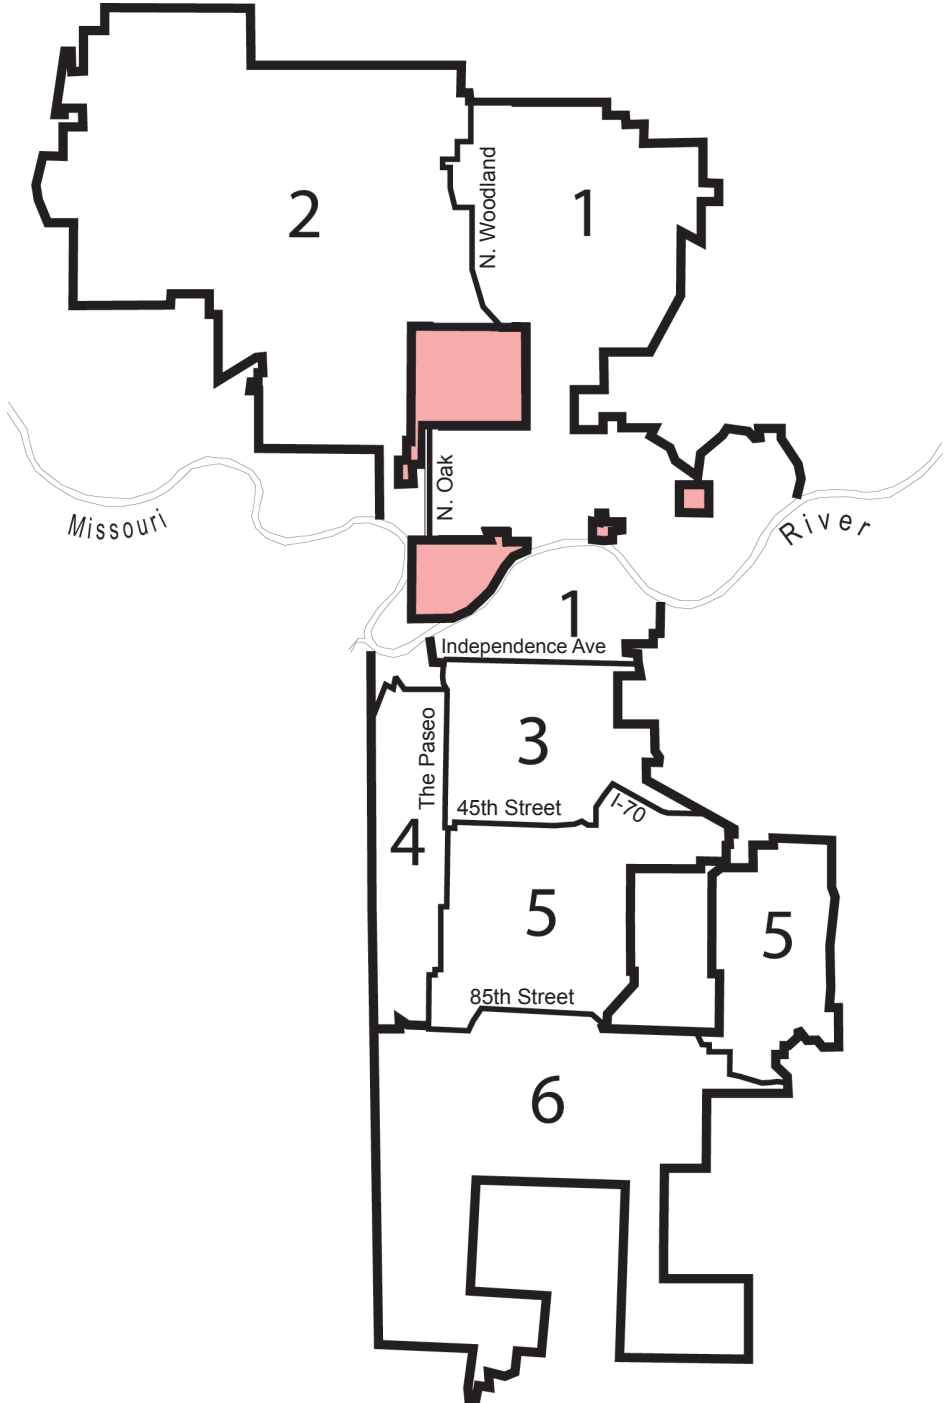 2
N. Woodland
1
N. Oak
Missouri
River
1
Independence Ave
3
The Paseo
45th Street
I-70
4
5
5
85th Street
6